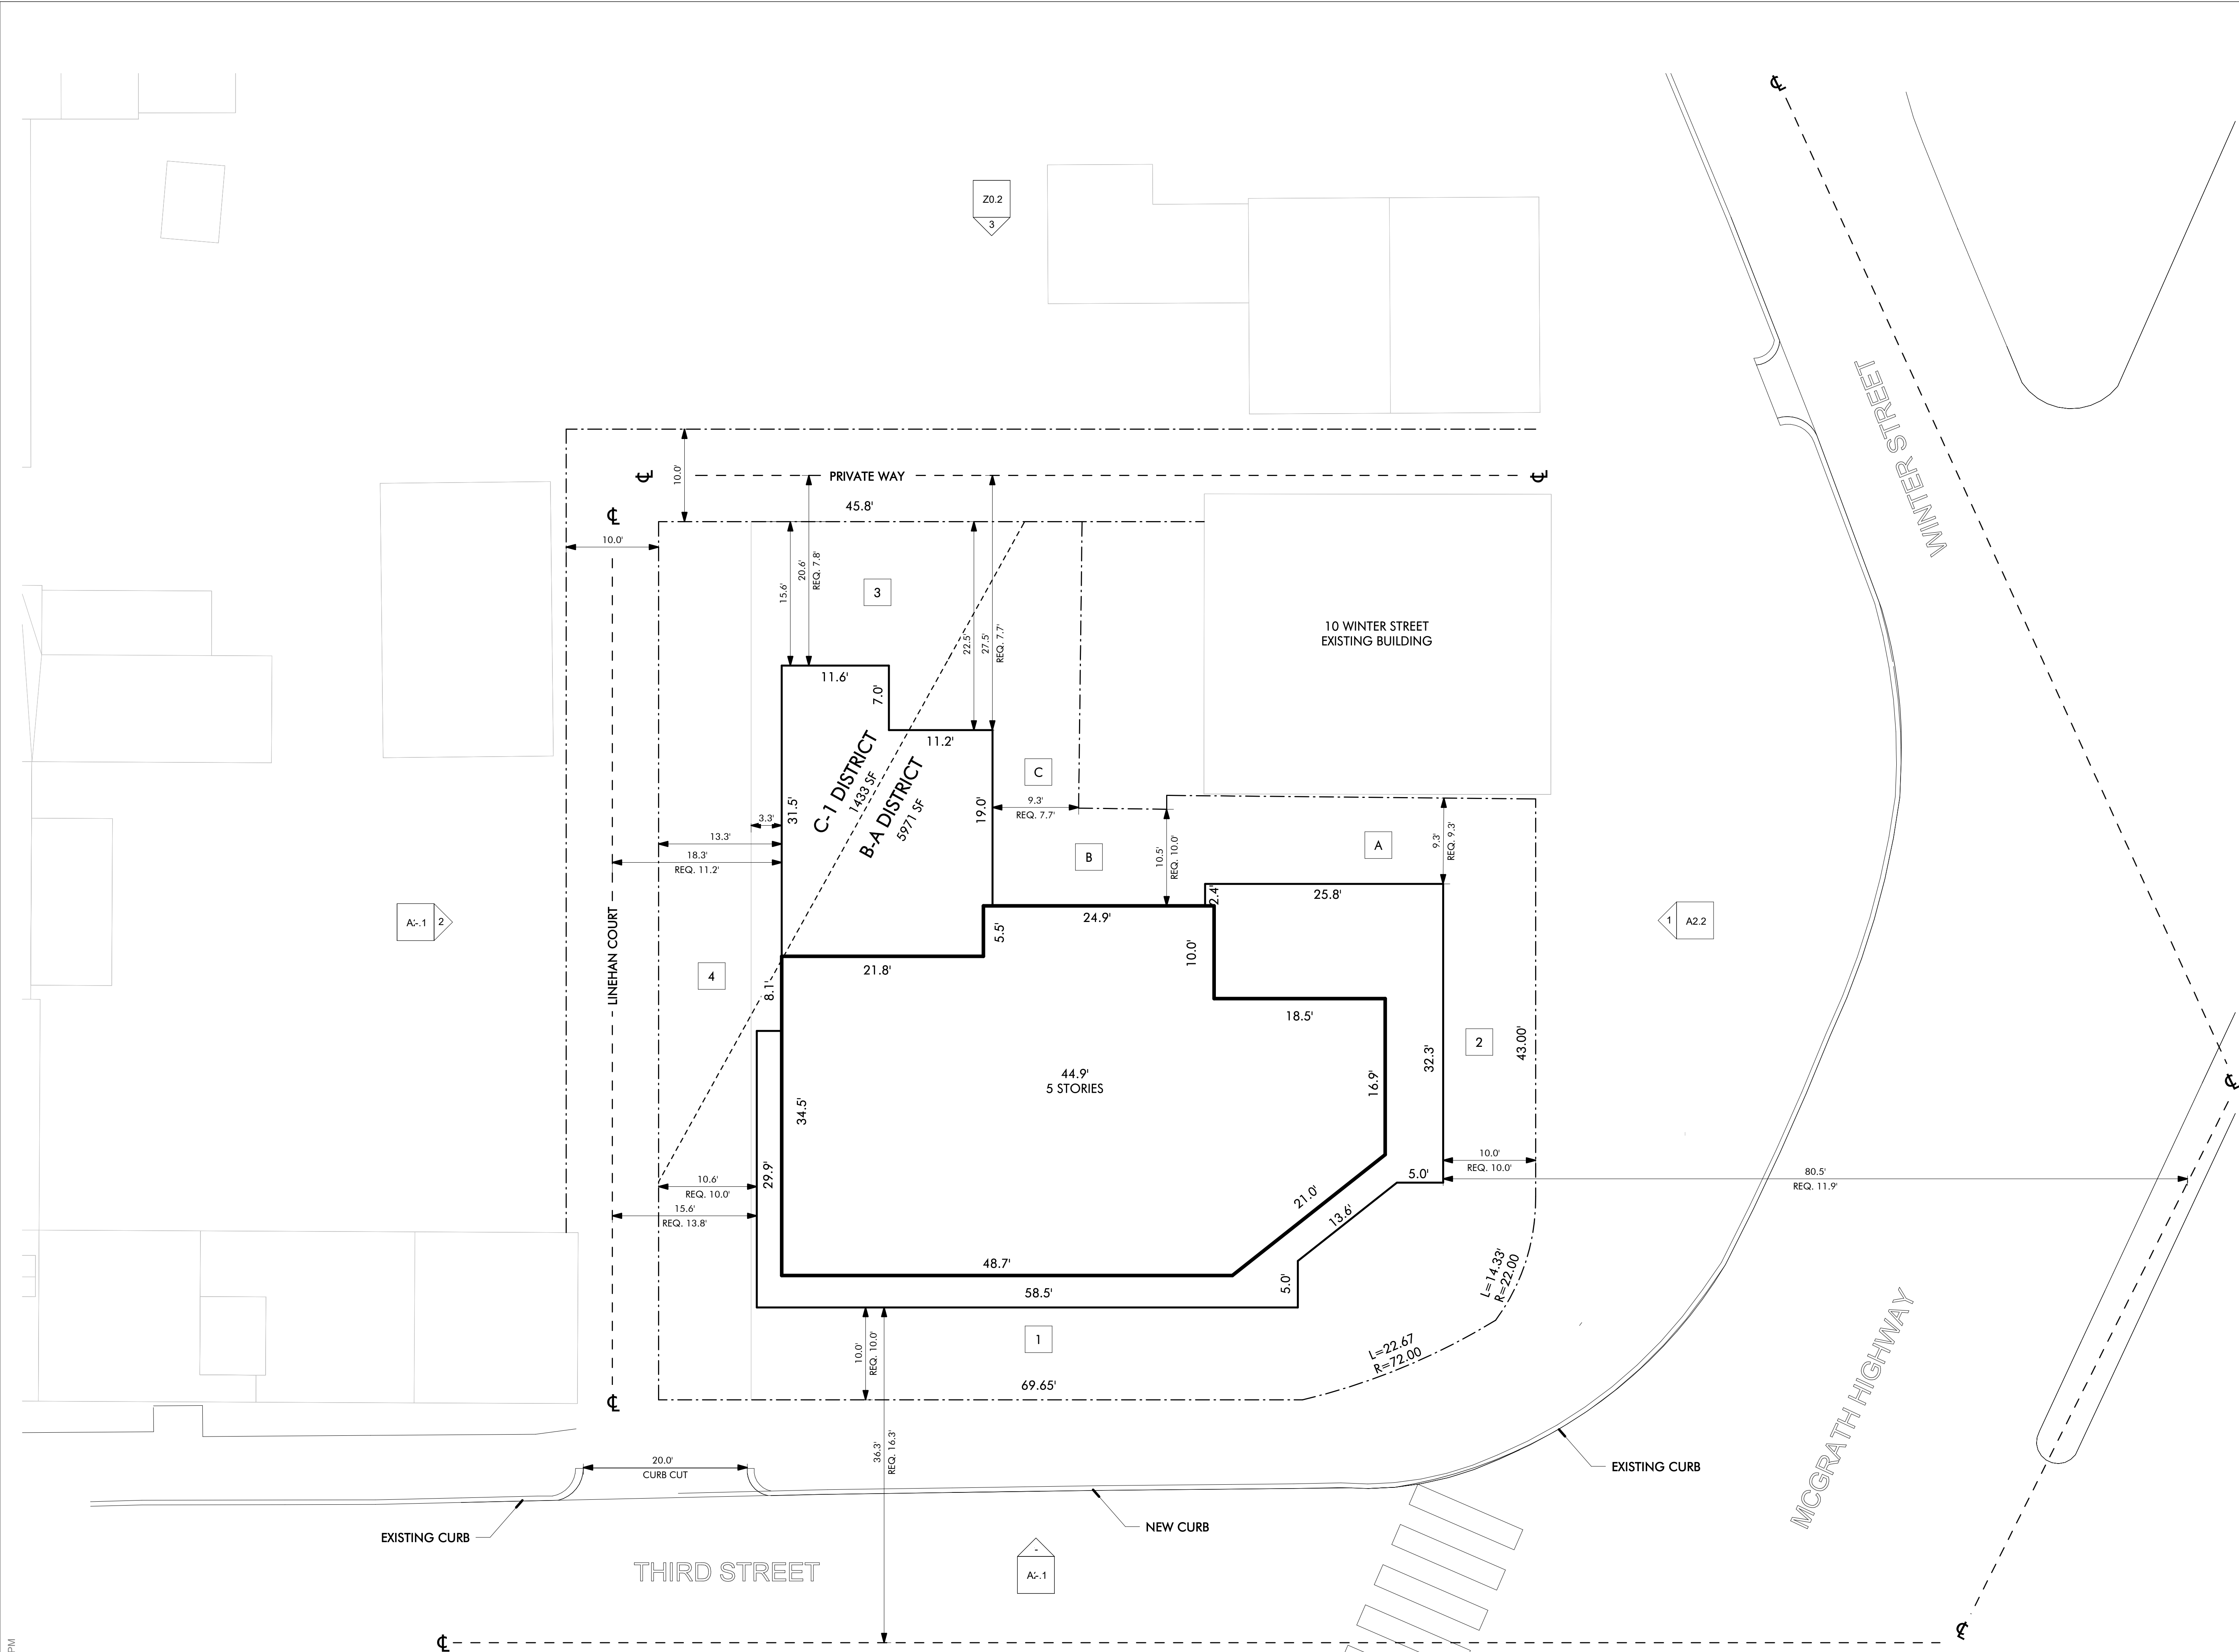 Z0.2
3
WINTER STREET
PRIVATE WAY
45.8'
10.0'
10.0'
15.6'
20.6'
REQ. 7.8'
3
22.5'
27.5'
REQ. 7.7'
10 WINTER STREET
EXISTING BUILDING
11.6'
7.0'
11.2'
C-1 DISTRICT
1433 SF
B-A DISTRICT
5971 SF
31.5'
19.0'
C
9.3'
REQ. 7.7'
3.3'
13.3'
18.3'
REQ. 11.2'
B
10.5'
REQ. 10.0'
A
9.3'
REQ. 9.3'
2.4'
25.8'
24.9'
5.5'
10.0'
2
1
A2.2
LINEHAN COURT
4
21.8'
8.1'
18.5'
2
43.00'
32.3'
16.9'
44.9'
5 STORIES
34.5'
29.9'
10.6'
REQ. 10.0'
15.6'
REQ. 13.8'
10.0'
REQ. 10.0'
5.0'
80.5'
REQ. 11.9'
21.0'
13.6'
48.7'
58.5'
5.0'
L=14.33'
R=22.00
L=22.67
R=72.00
1
10.0'
REQ. 10.0'
69.65'
36.3'
REQ. 16.3'
MCGRATH HIGHWAY
20.0'
CURB CUT
EXISTING CURB
NEW CURB
EXISTING CURB
THIRD STREET
-
PM